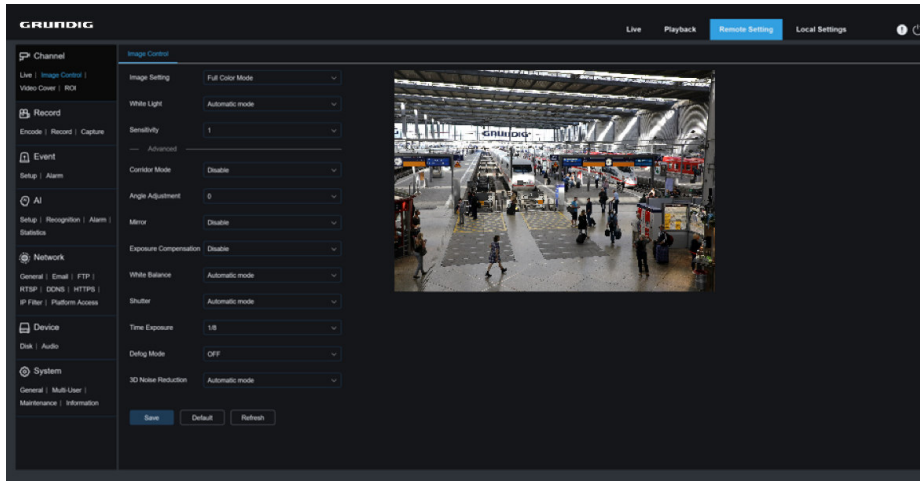 GRUNDIG
Live Playback Remote Setting Local Settings
Channel
Live | Image Control |
Video Cover | ROI
Record
Encode | Record | Capture
Event
Setup | Alarm
AI
Setup | Recognition | Alarm |
Statistics
Network
General | Email | FTP |
RTSP | DDNS | HTTPS |
IP Filter | Platform Access
Device
Disk | Audio
System
General | Multi-User |
Maintenance | Information
Image Control
Image Setting Full Color Mode
White Light Automatic mode
Sensitivity 1
Advanced
Corridor Mode Disable
Angle Adjustment 0
Mirror Disable
Exposure Compensation Disable
White Balance Automatic mode
Shutter Automatic mode
Time Exposure 1/8
Defog Mode OFF
3D Noise Reduction Automatic mode
Save Default Refresh
GRUNDIG